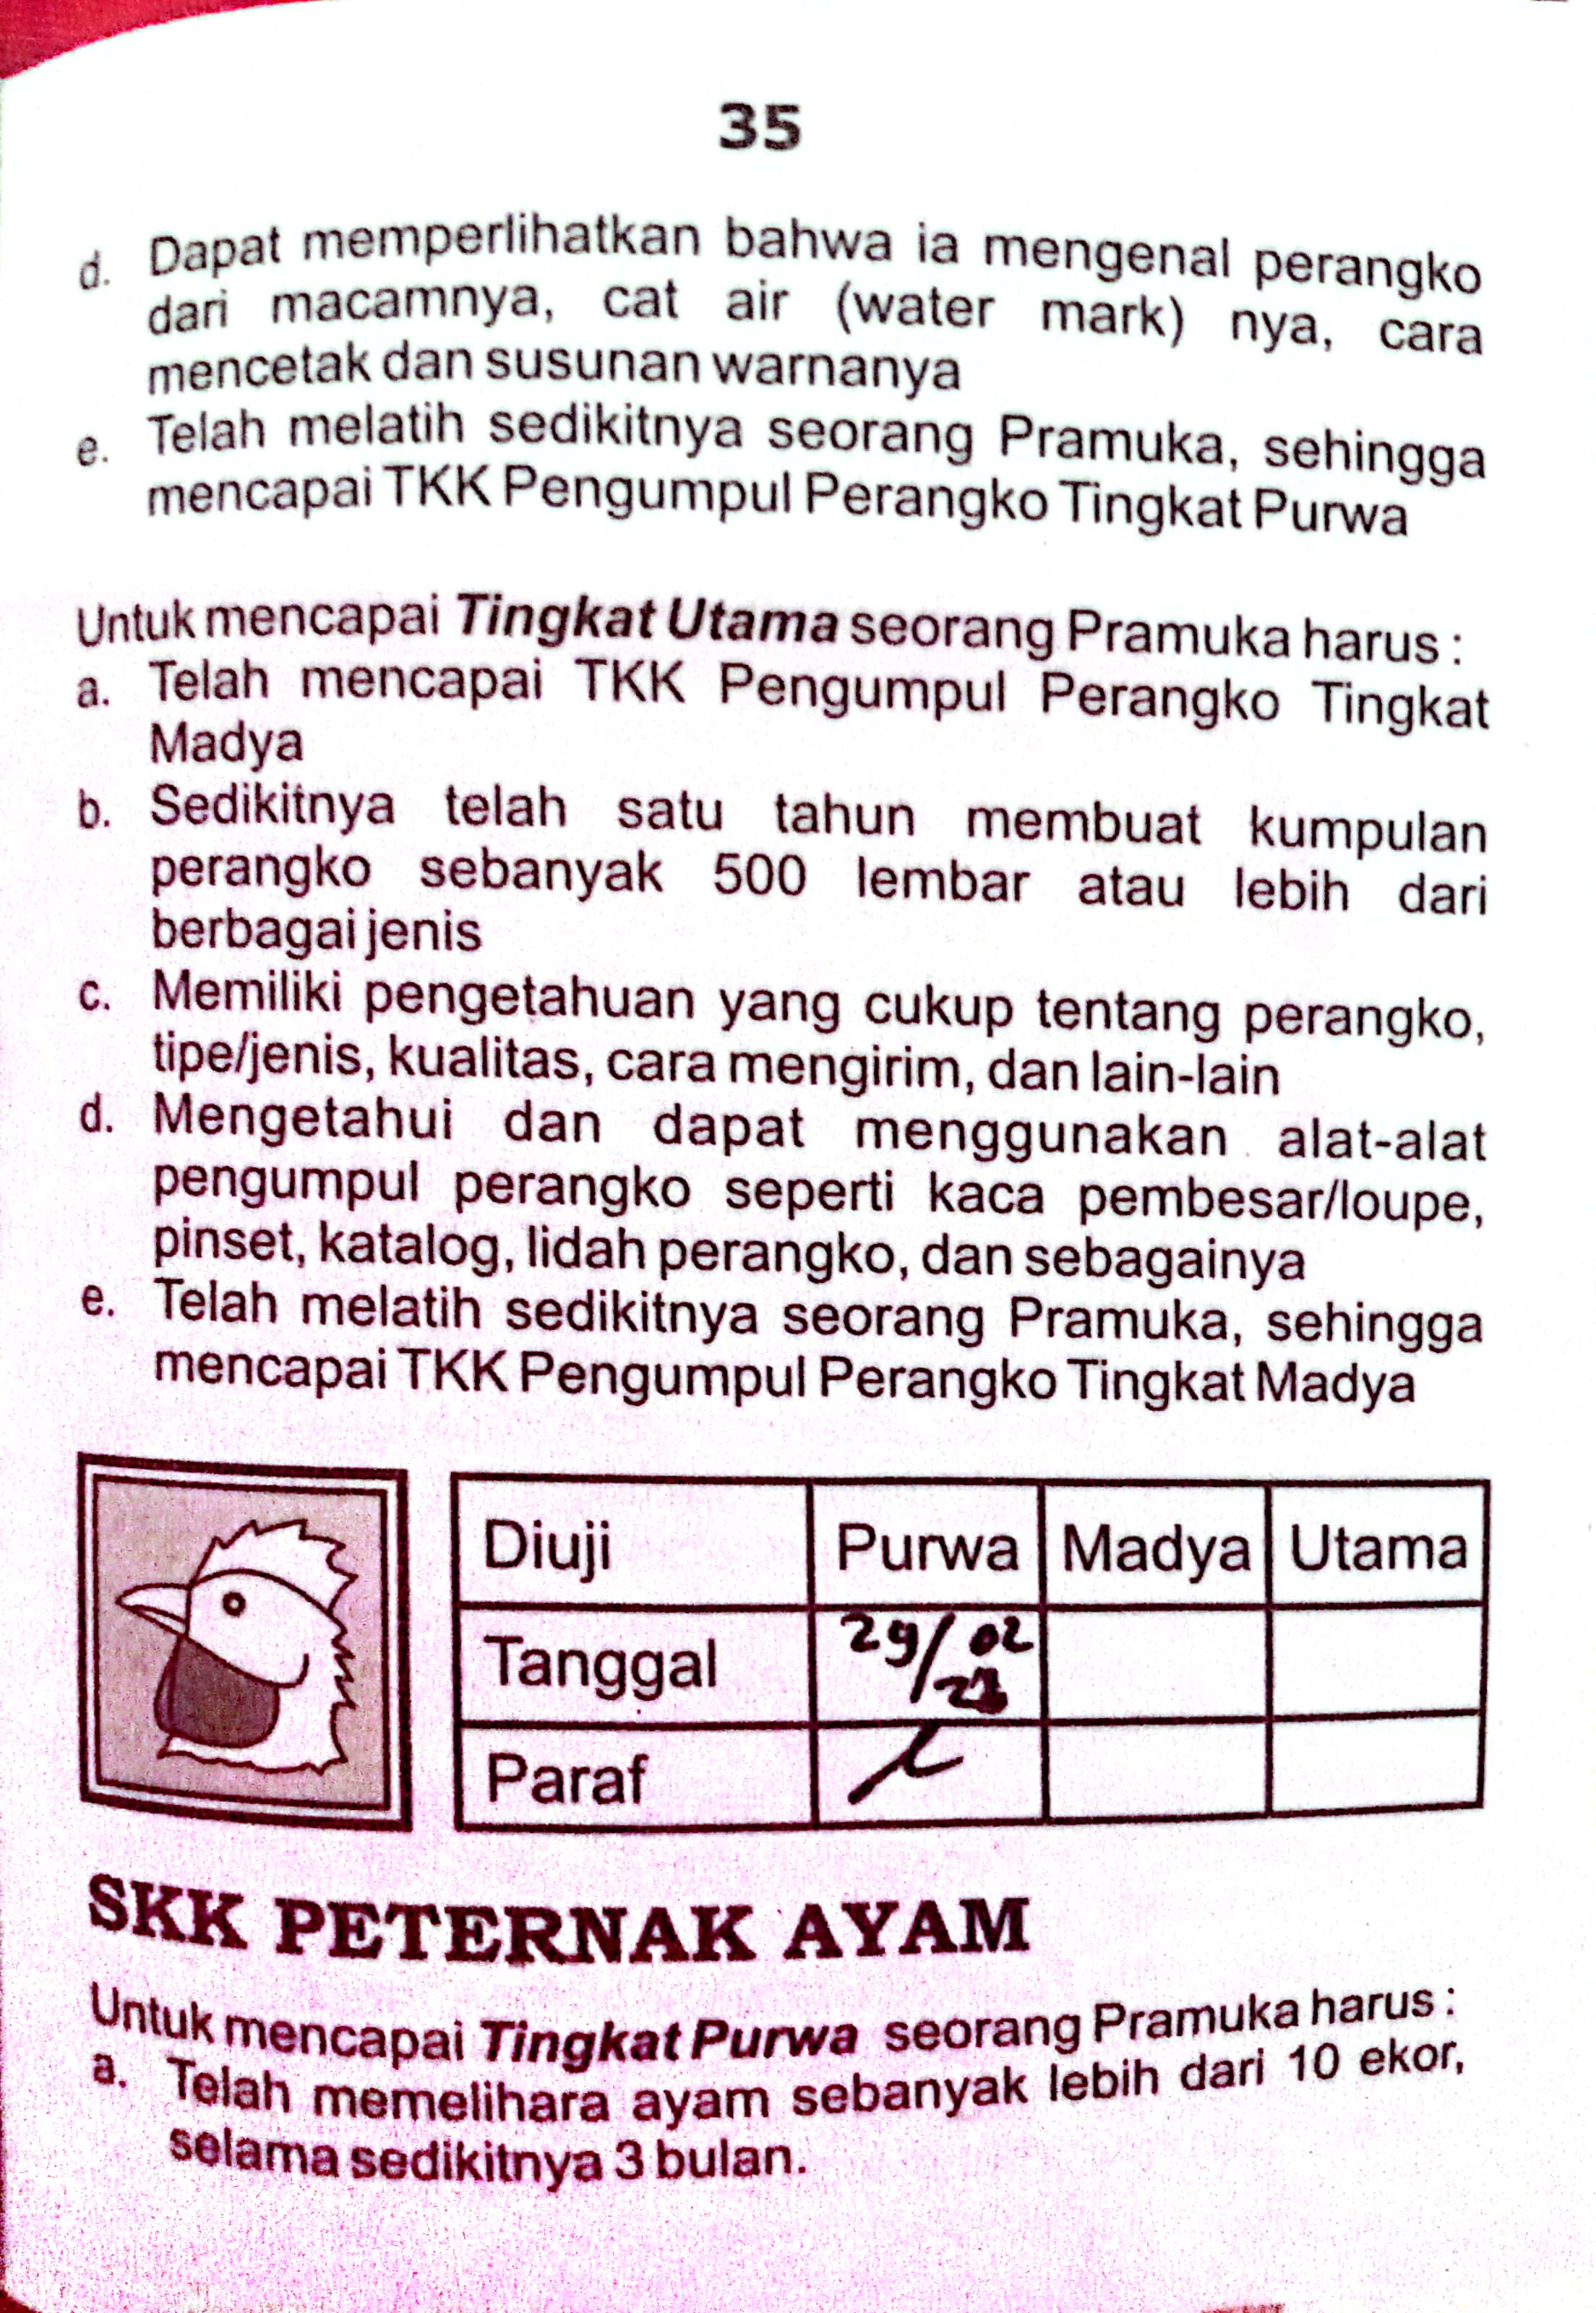 35
d. Dapat memperlihatkan bahwa ia mengenal perangko
dari macamnya, cat air (water mark) nya, cara
mencetak dan susunan warnanya
e. Telah melatih sedikitnya seorang Pramuka, sehingga
mencapai TKK Pengumpul Perangko Tingkat Purwa
Untuk mencapai Tingkat Utama seorang Pramuka harus :
a. Telah mencapai TKK Pengumpul Perangko Tingkat
Madya
b. Sedikitnya telah satu tahun membuat kumpulan
perangko sebanyak 500 lembar atau lebih dari
berbagai jenis
c. Memiliki pengetahuan yang cukup tentang perangko,
tipe/jenis, kualitas, cara mengirim, dan lain-lain
d. Mengetahui dan dapat menggunakan alat-alat
pengumpul perangko seperti kaca pembesar/loupe,
pinset, katalog, lidah perangko, dan sebagainya
e. Telah melatih sedikitnya seorang Pramuka, sehingga
mencapai TKK Pengumpul Perangko Tingkat Madya
Diuji Purwa Madya Utama
Tanggal 29/02
Paraf
SKK PETERNAK AYAM
Untuk mencapai Tingkat Purwa seorang Pramuka harus :
a. Telah memelihara ayam sebanyak lebih dari 10 ekor,
selama sedikitnya 3 bulan.